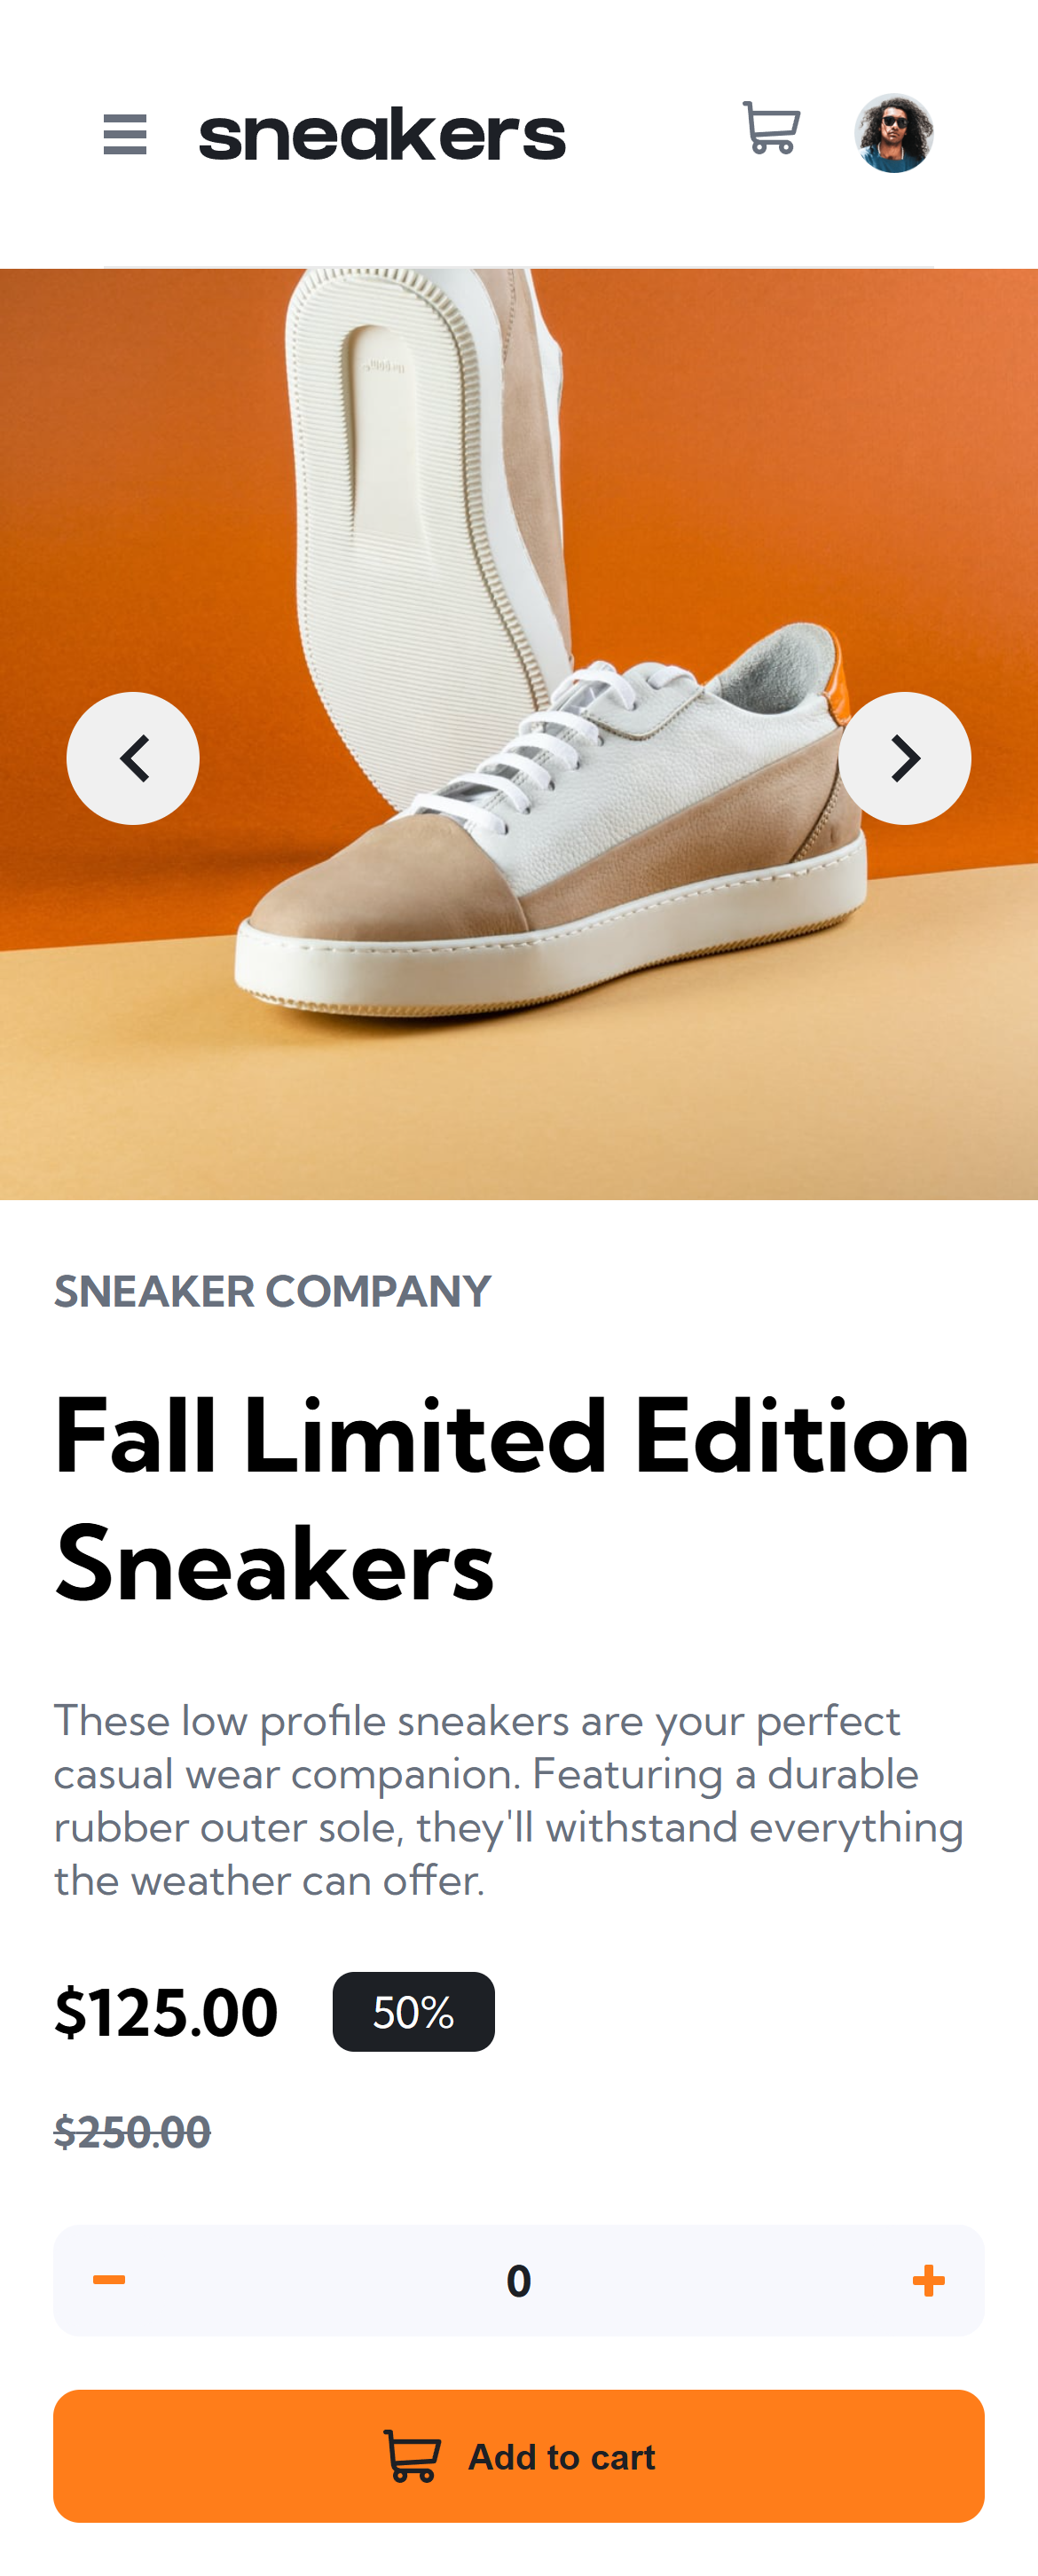 sneakers
SNEAKER COMPANY
Fall Limited Edition
Sneakers
These low profile sneakers are your perfect
casual wear companion. Featuring a durable
rubber outer sole, they'll withstand everything
the weather can offer.
$125.00 50%
$250.00
0
Add to cart